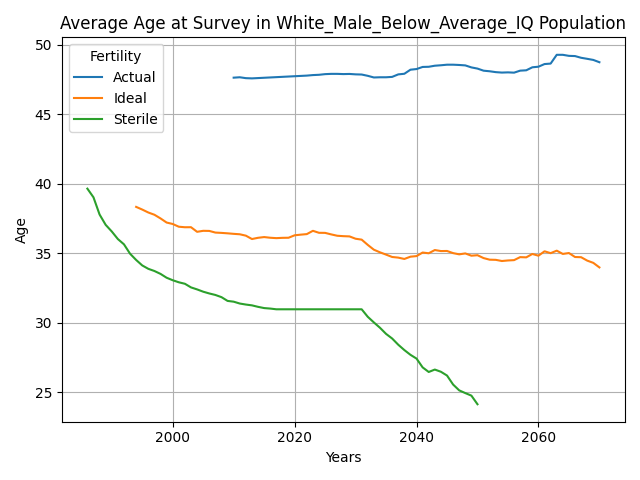 Average Age at Survey in White_Male_Below_Average_IQ Population
Fertility
Actual
Ideal
Sterile
50
45
40
35
30
25
Age
2000
2020
2040
2060
Years